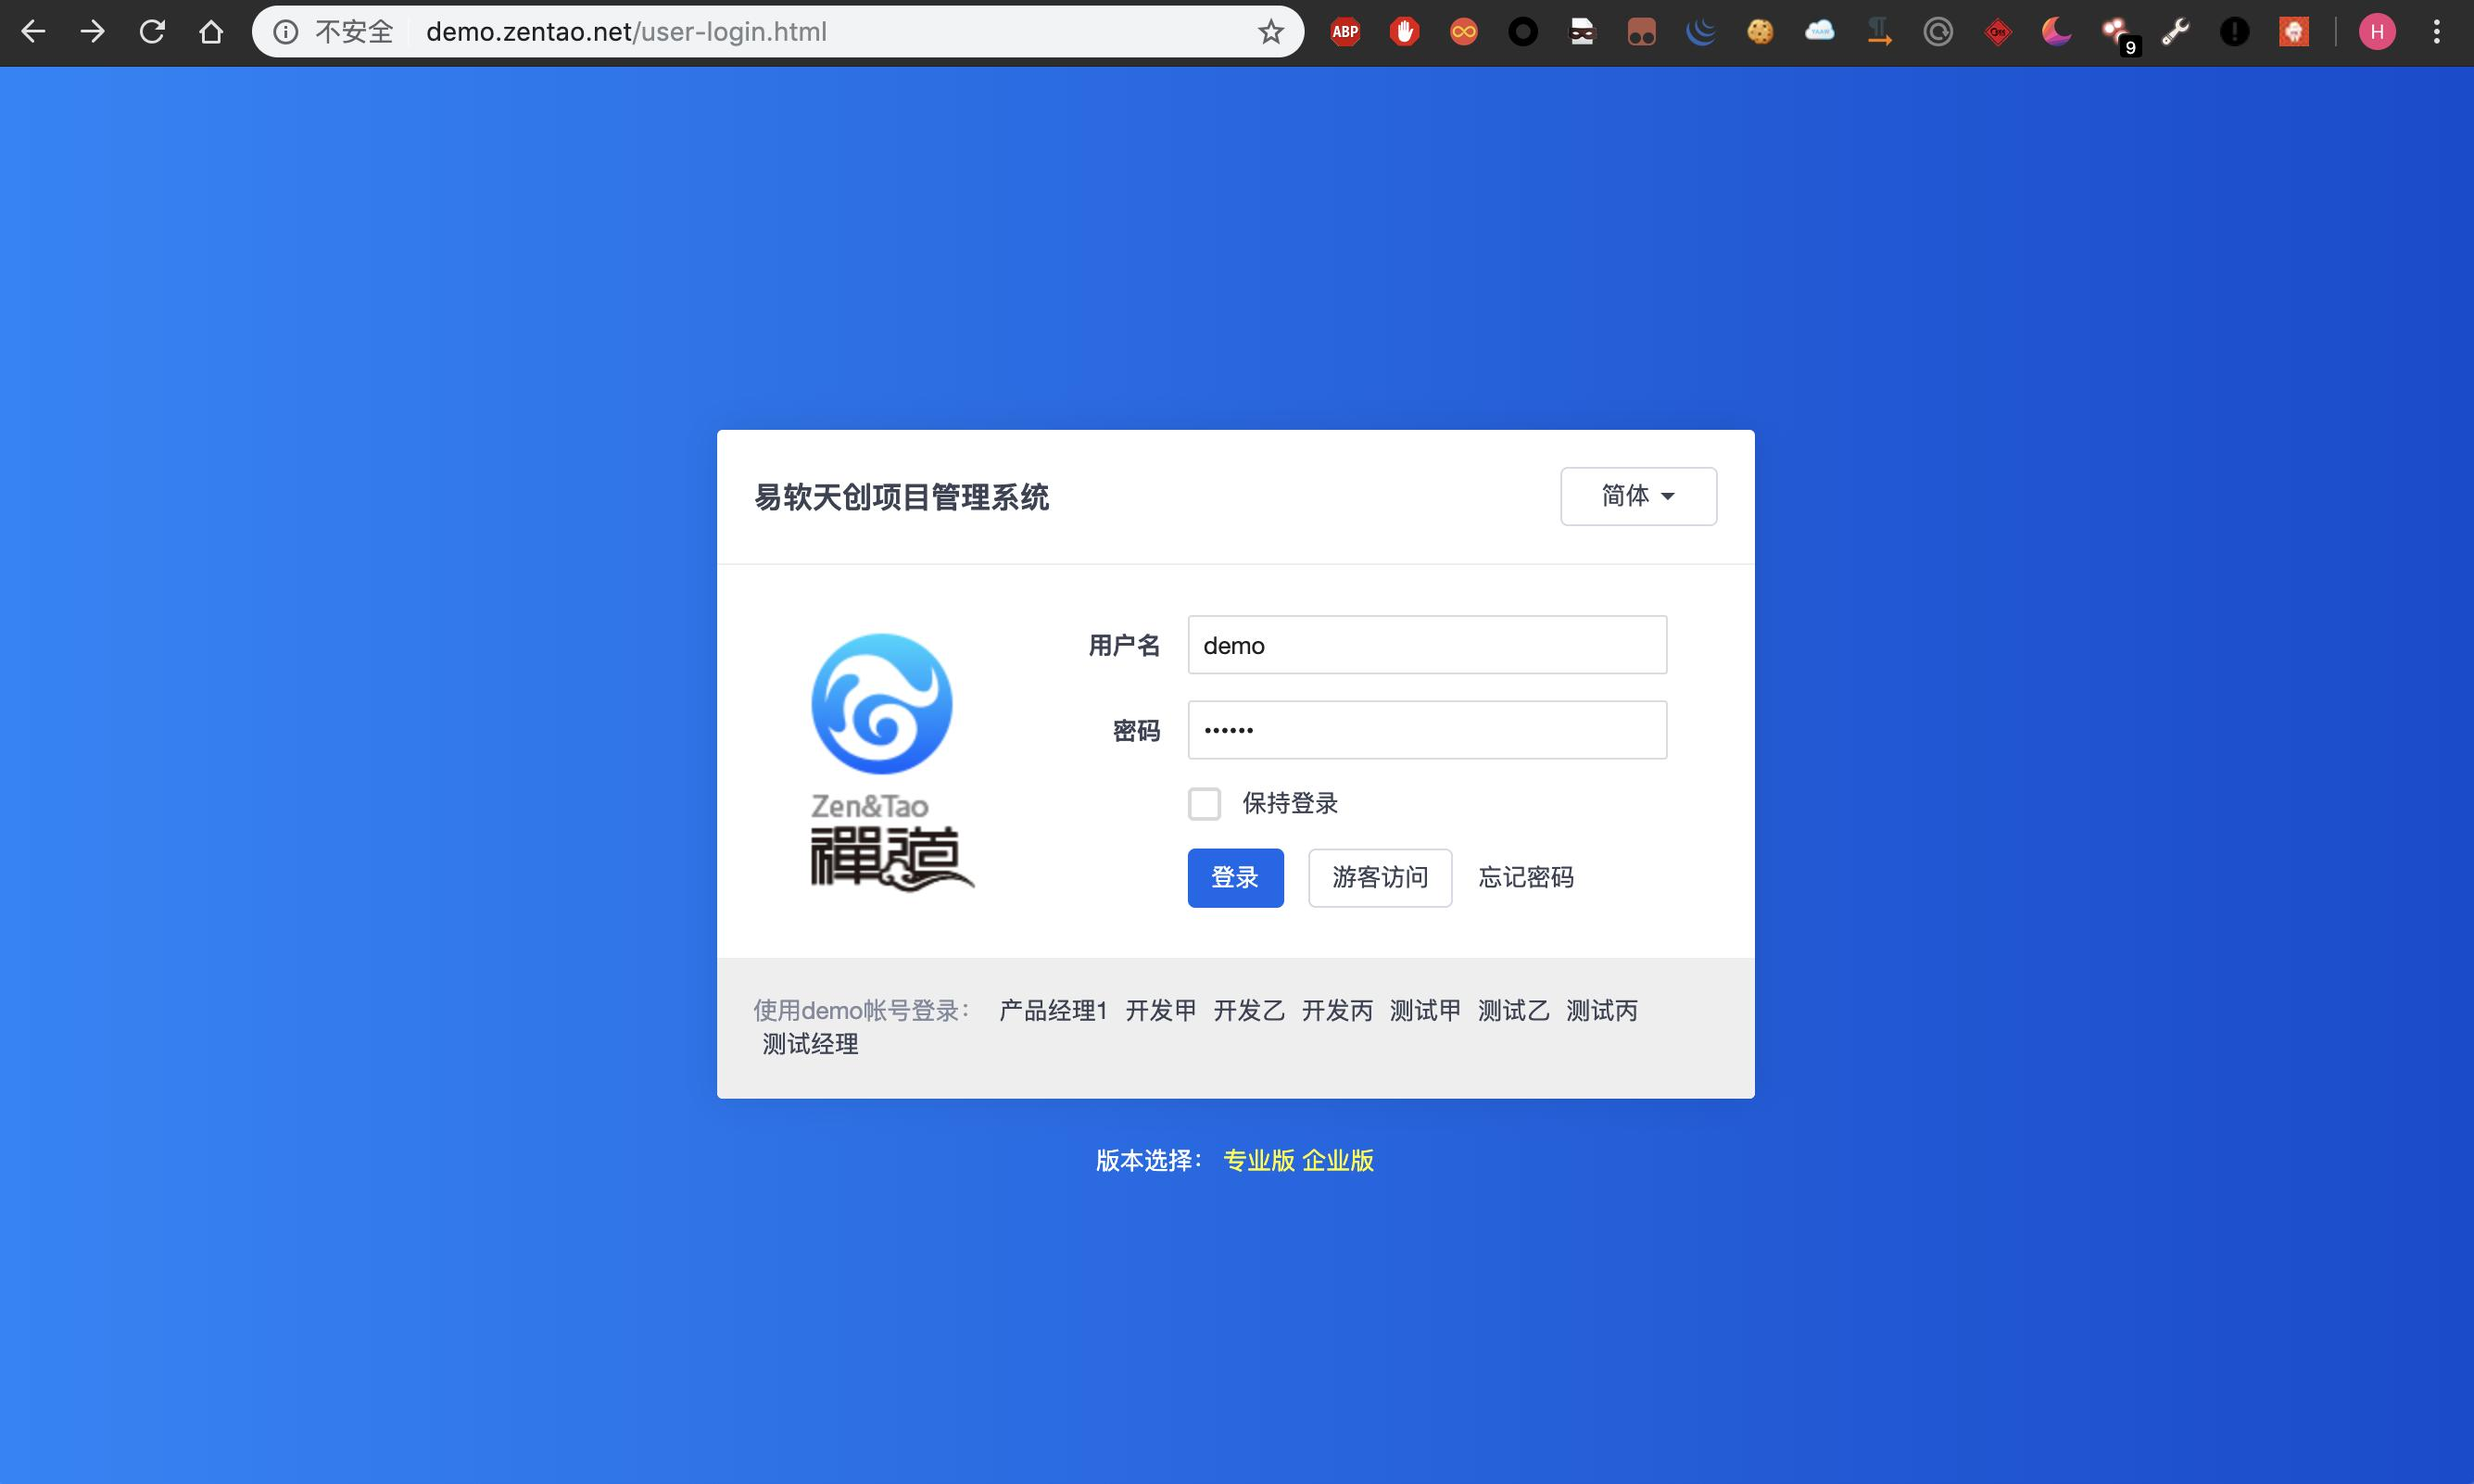 不安全 demo.zentao.net/user-login.html
ABP
9
H
易软天创项目管理系统
简体
用户名 demo
密码 ••••••
保持登录
登录 游客访问 忘记密码
Zen&Tao
禅道
使用demo帐号登录： 产品经理1 开发甲 开发乙 开发丙 测试甲 测试乙 测试丙
测试经理
版本选择： 专业版 企业版